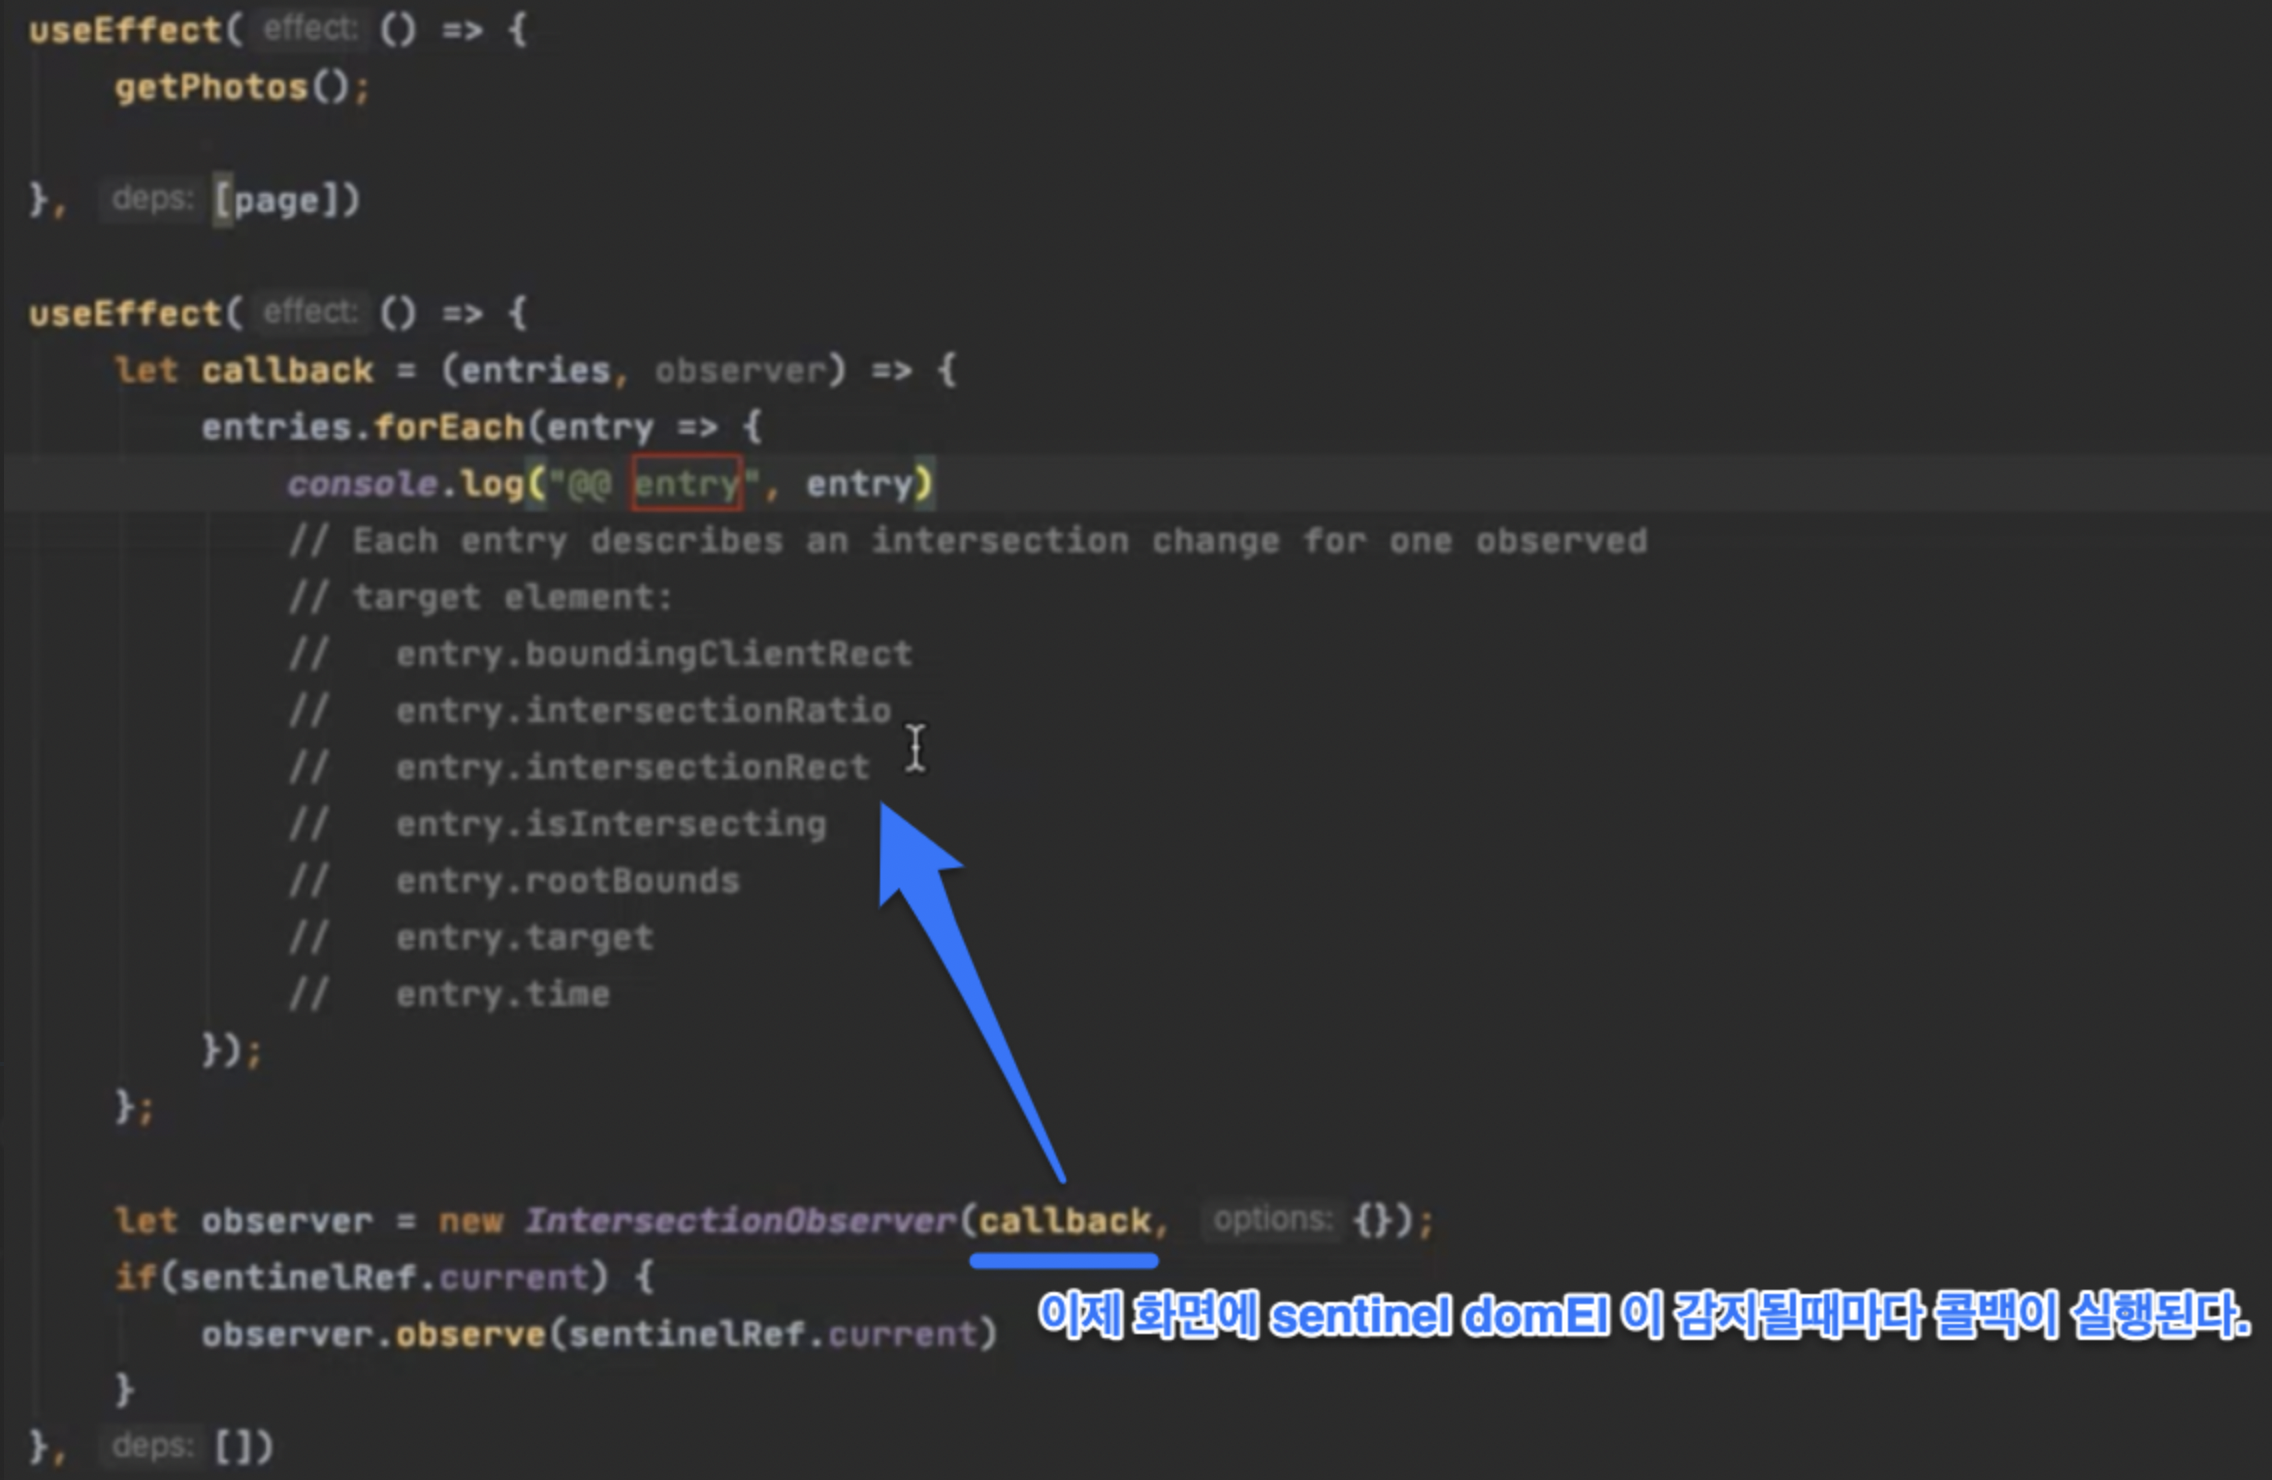 useEffect( effect: () => {
getPhotos();
}, deps: [page])
useEffect( effect: () => {
let callback = (entries, observer) => {
entries.forEach(entry => {
console.log("@@ entry", entry)
// Each entry describes an intersection change for one observed
// target element:
//   entry.boundingClientRect
//   entry.intersectionRatio
//   entry.intersectionRect
//   entry.isIntersecting
//   entry.rootBounds
//   entry.target
//   entry.time
});
};
let observer = new IntersectionObserver(callback, options: {});
if(sentinelRef.current) {
이제 화면에 sentinel domEl 이 감지될때마다 콜백이 실행된다.
observer.observe(sentinelRef.current)
}
}, deps: [])